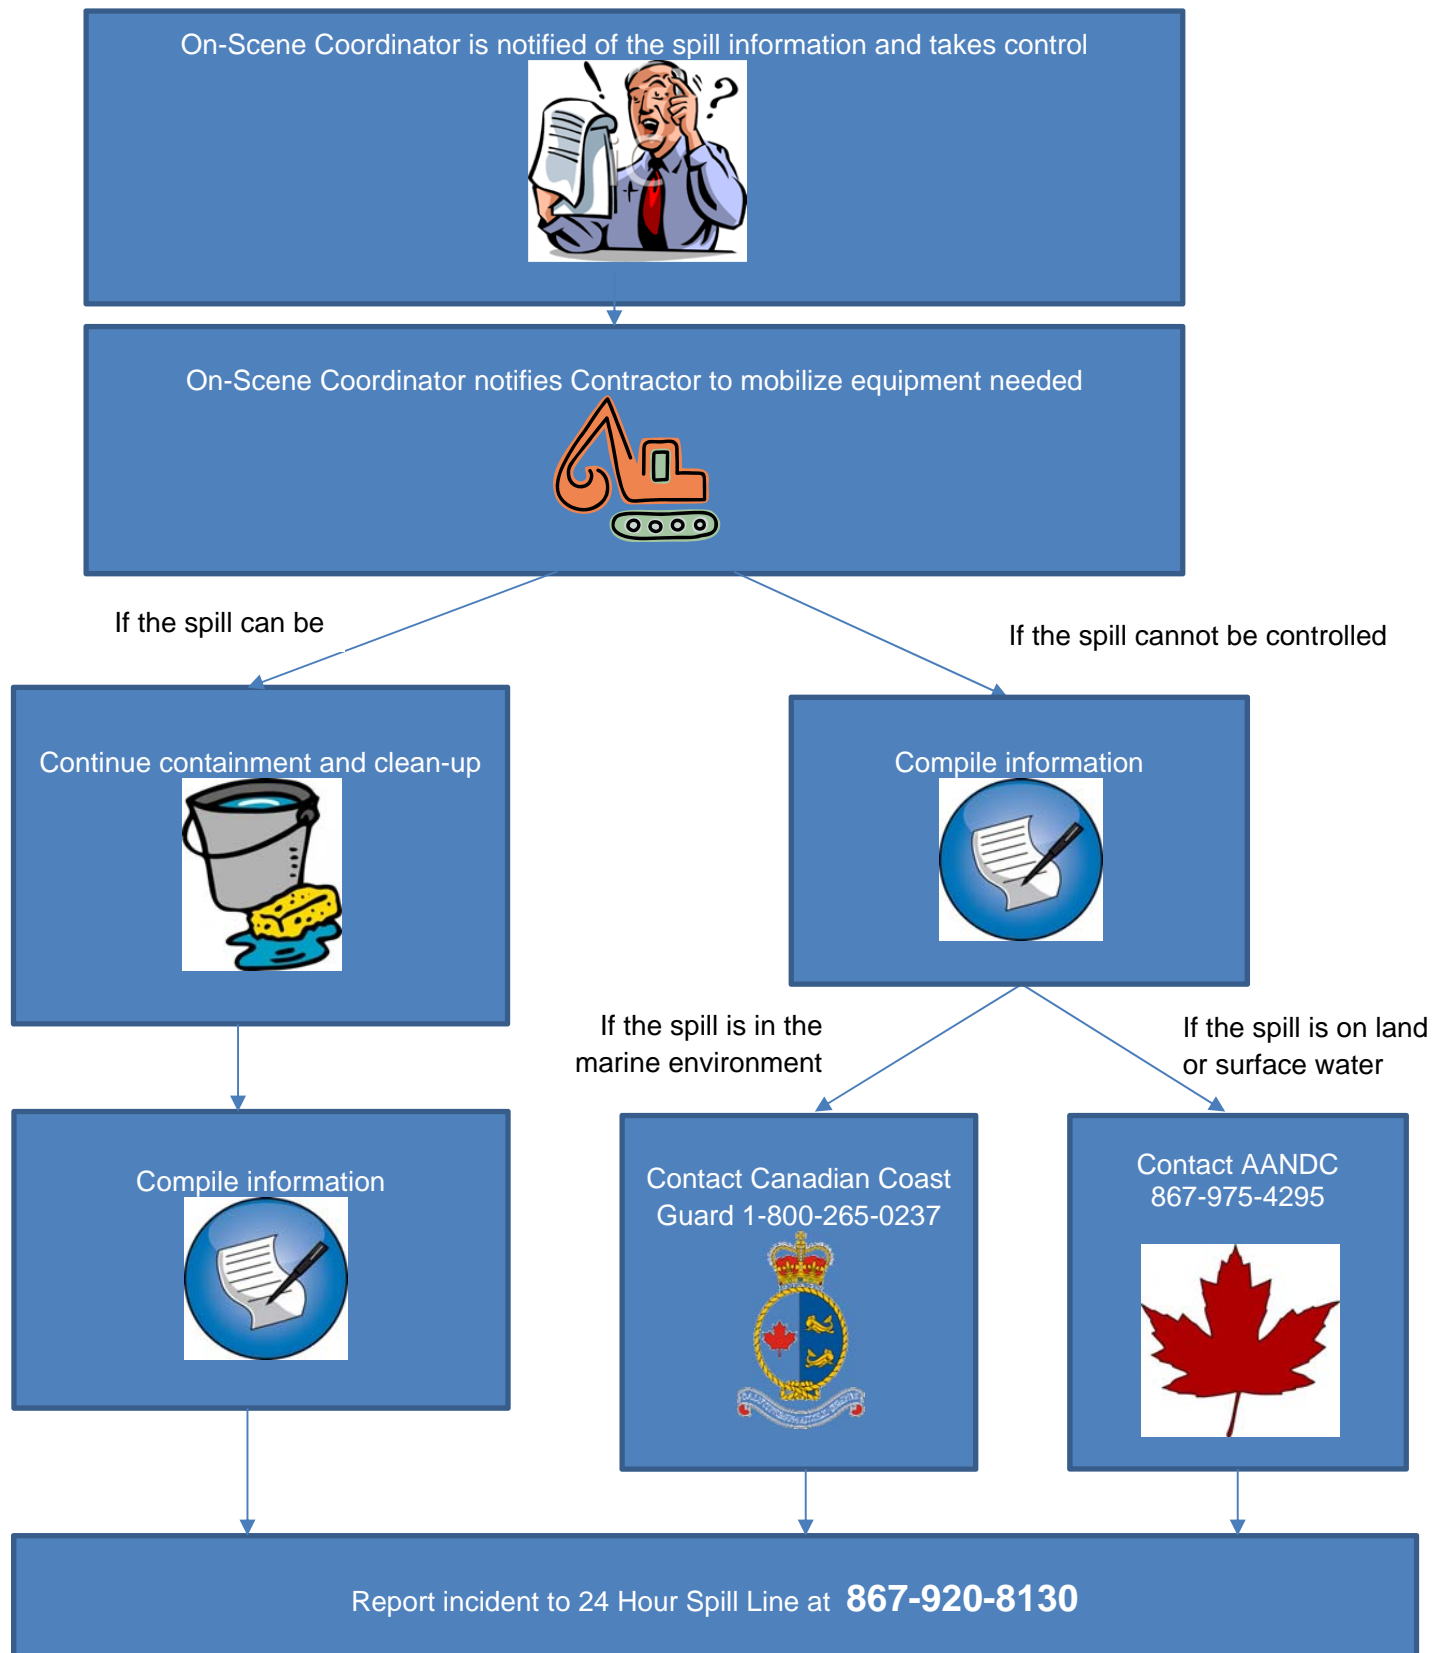 On-Scene Coordinator is notified of the spill information and takes control
On-Scene Coordinator notifies Contractor to mobilize equipment needed
If the spill can be
If the spill cannot be controlled
Continue containment and clean-up
Compile information
If the spill is in the
marine environment
If the spill is on land
or surface water
Compile information
Contact Canadian Coast
Guard 1-800-265-0237
Contact AANDC
867-975-4295
Report incident to 24 Hour Spill Line at 867-920-8130